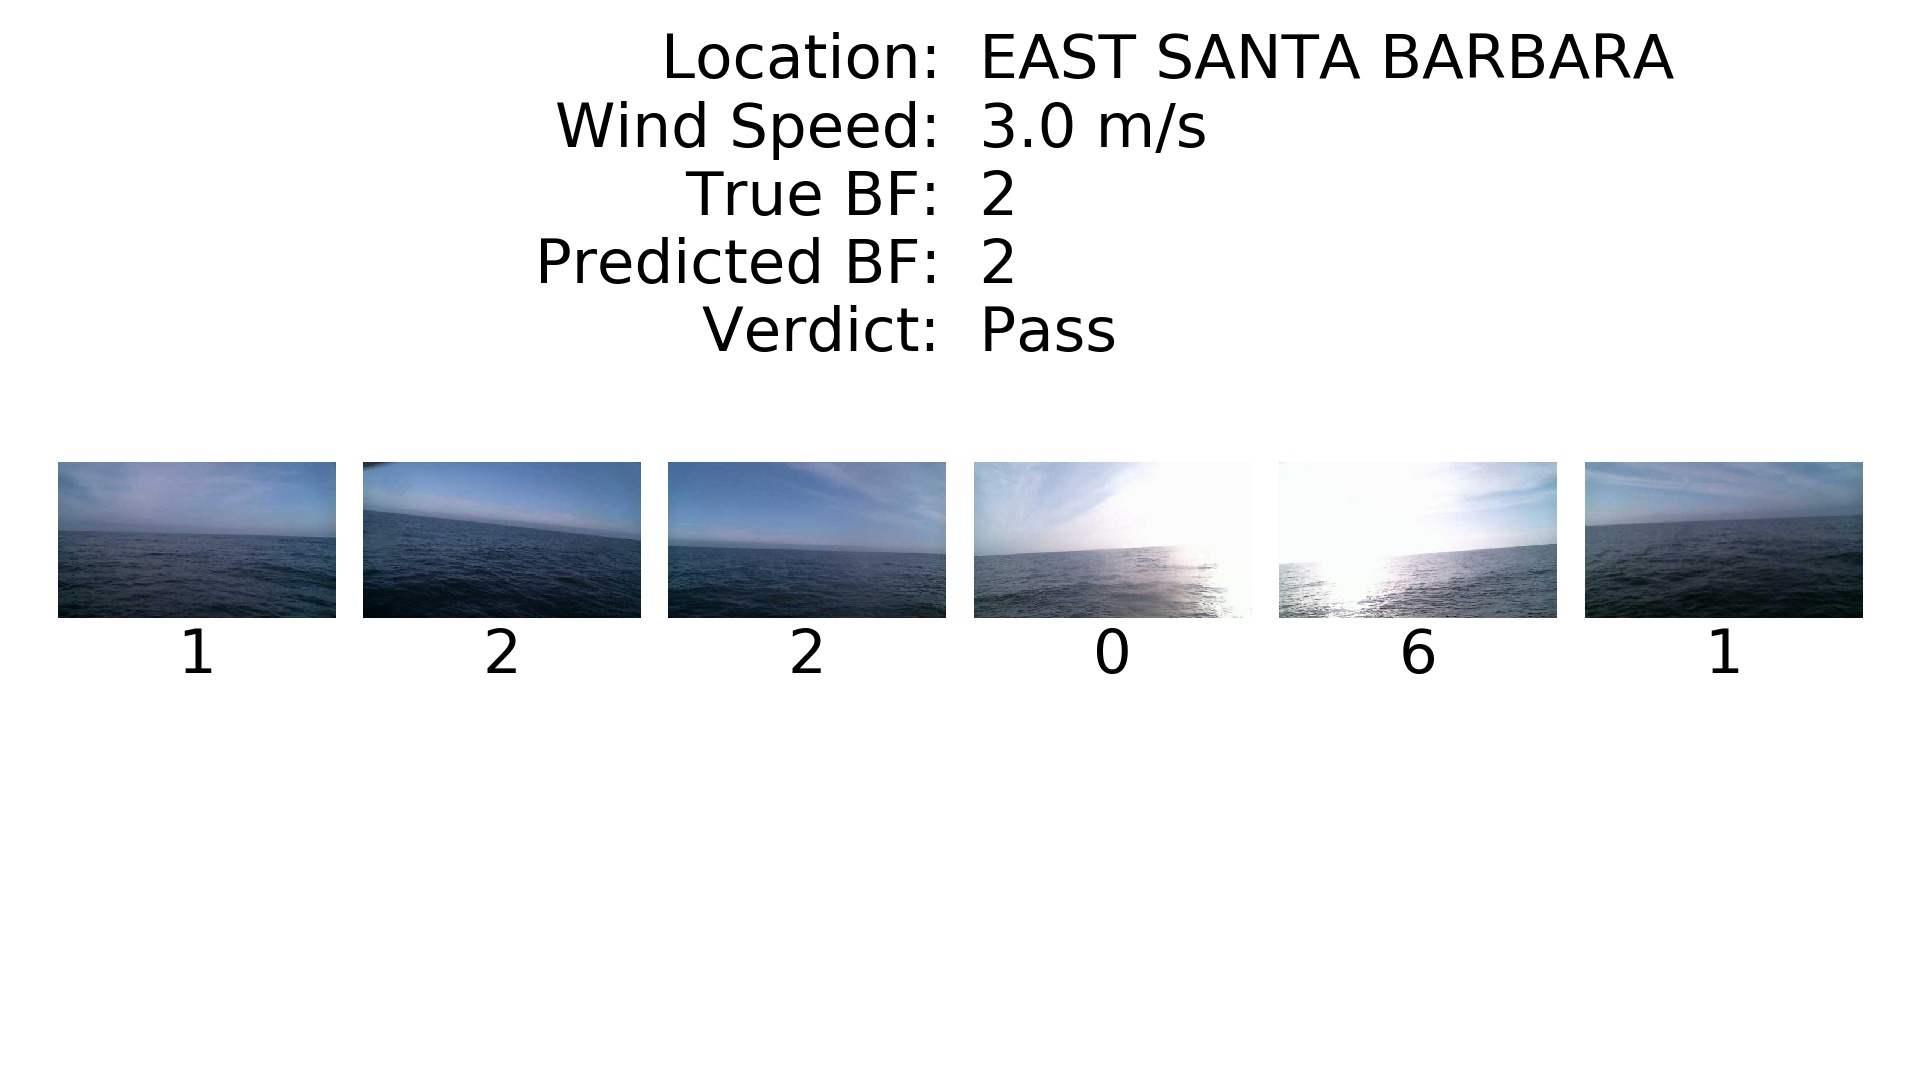 Location: EAST SANTA BARBARA
Wind Speed: 3.0 m/s
True BF: 2
Predicted BF: 2
Verdict: Pass
1 2 2 0 6 1